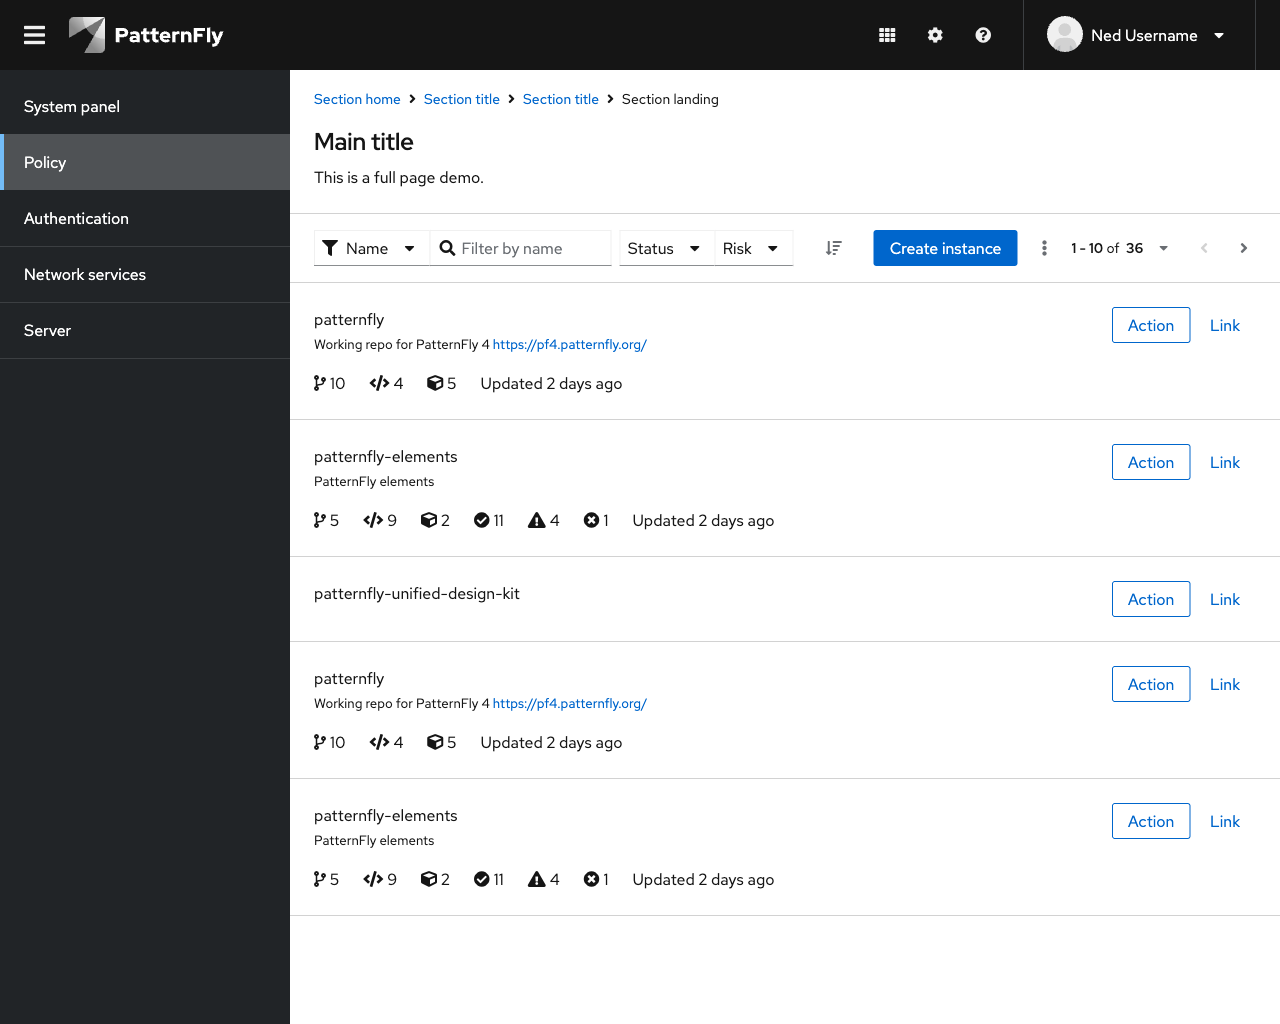 PatternFly
Ned Username
System panel
Policy
Authentication
Network services
Server
Section home Section title Section title Section landing
Main title
This is a full page demo.
Name Filter by name Status Risk Create instance 1 - 10 of 36
patternfly Action Link
Working repo for PatternFly 4 https://pf4.patternfly.org/
10 4 5 Updated 2 days ago
patternfly-elements Action Link
PatternFly elements
5 9 2 11 4 1 Updated 2 days ago
patternfly-unified-design-kit Action Link
patternfly Action Link
Working repo for PatternFly 4 https://pf4.patternfly.org/
10 4 5 Updated 2 days ago
patternfly-elements Action Link
PatternFly elements
5 9 2 11 4 1 Updated 2 days ago